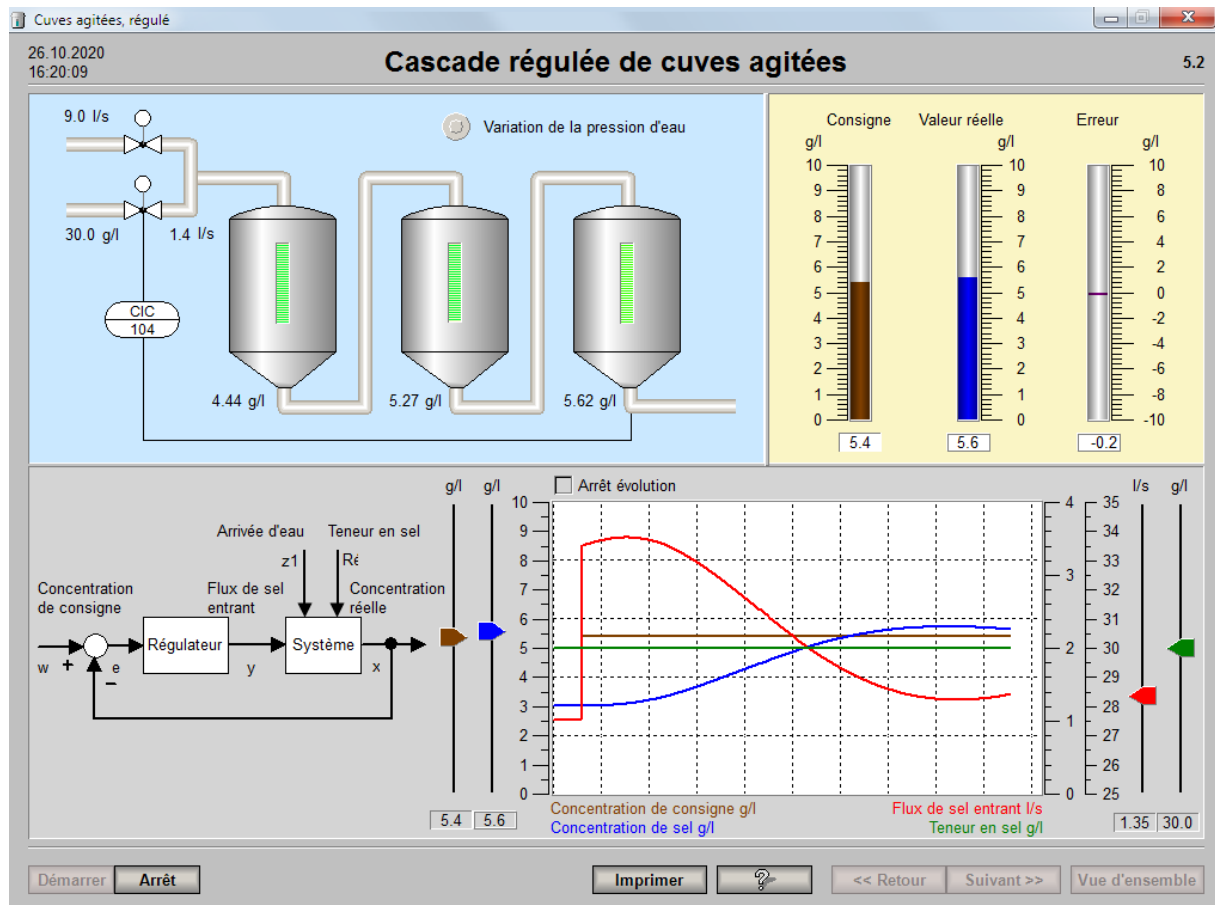 Cuves agitées, régulé
26.10.2020
16:20:09
Cascade régulée de cuves agitées
5.2
9.0 l/s
Variation de la pression d'eau
30.0 g/l
1.4 l/s
CIC
104
4.44 g/l
5.27 g/l
5.62 g/l
Consigne
Valeur réelle
Erreur
g/l
g/l
g/l
10
9
8
7
6
5
4
3
2
1
0
10
9
8
7
6
5
4
3
2
1
0
10
8
6
4
2
0
-2
-4
-6
-8
-10
5.4
5.6
-0.2
Arrivée d'eau
Teneur en sel
z1
Ré
Concentration
de consigne
Flux de sel
entrant
Concentration
réelle
Régulateur
Système
w
+
e
−
y
x
g/l
g/l
5.4
5.6
Arrêt évolution
10
9
8
7
6
5
4
3
2
1
0
4
3
2
1
0
35
34
33
32
31
30
29
28
27
26
25
l/s
g/l
Concentration de consigne g/l
Flux de sel entrant l/s
Concentration de sel g/l
Teneur en sel g/l
1.35
30.0
Démarrer
Arrêt
Imprimer
?
<< Retour
Suivant >>
Vue d'ensemble